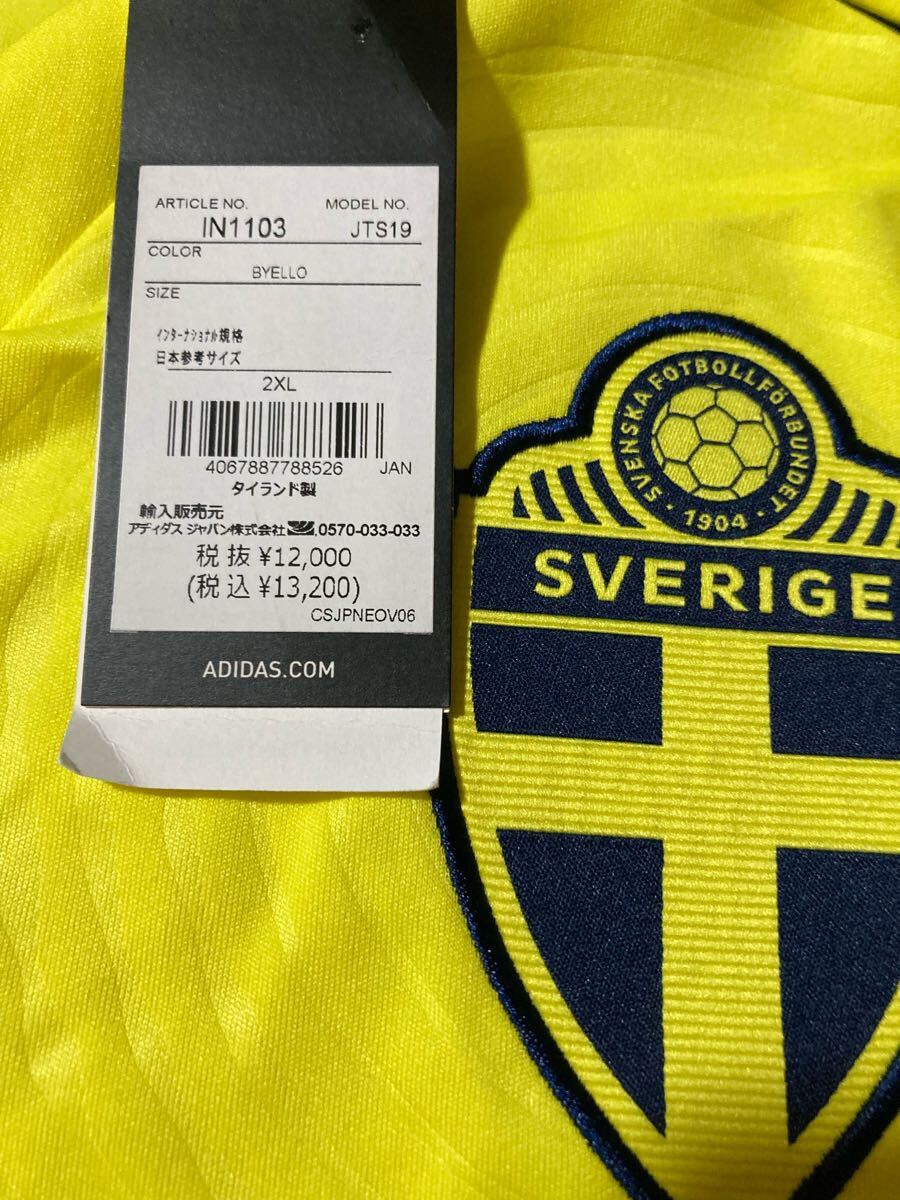 ARTICLE NO. MODEL NO.
IN1103 JTS19
COLOR
BYELLO
SIZE
インターナショナル規格
日本参考サイズ
2XL
4067887788526 JAN
タイランド製
輸入販売元
アディダス ジャパン株式会社 0570-033-033
税抜 ¥12,000
(税込 ¥13,200)
CSJPNEOV06
ADIDAS.COM
SVENSKA FOTBOLLFÖRBUNDET
· 1904 ·
SVERIGE